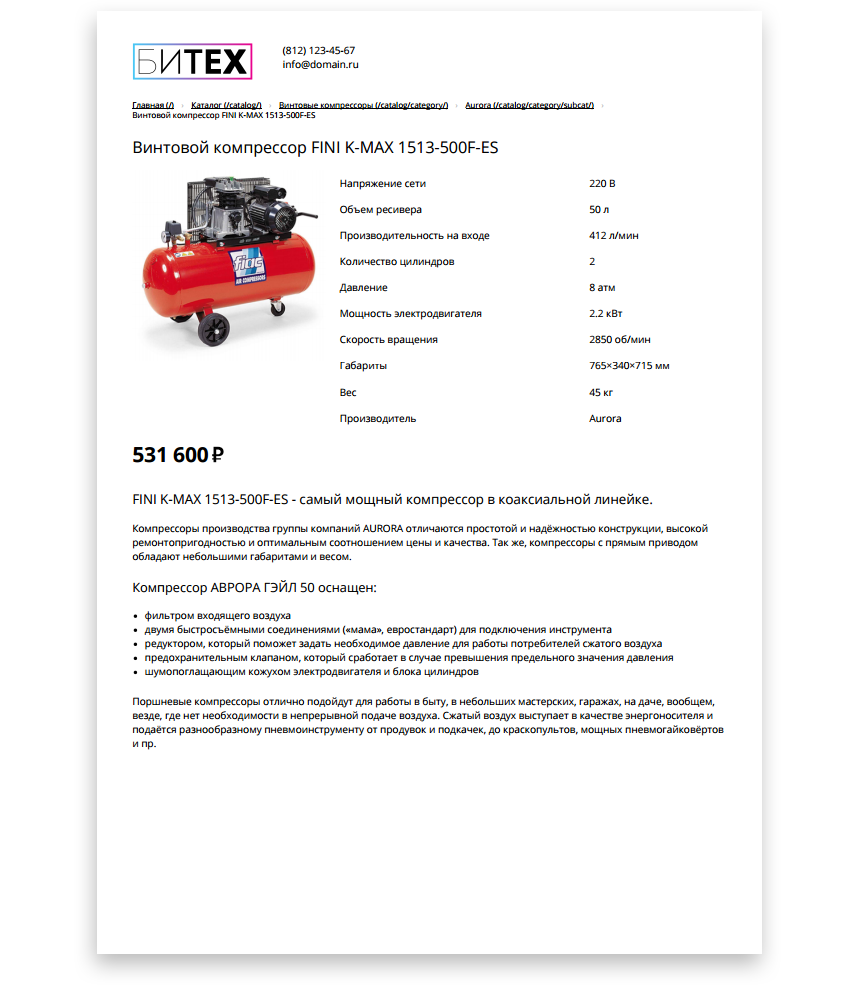 БИТЕХ
(812) 123-45-67
info@domain.ru
Главная (/) › Каталог (/catalog/) › Винтовые компрессоры (/catalog/category/) › Aurora (/catalog/category/subcat/) ›
Винтовой компрессор FINI K-MAX 1513-500F-ES
Винтовой компрессор FINI K-MAX 1513-500F-ES
fiac
AIR COMPRESSORS
Напряжение сети 220 В
Объем ресивера 50 л
Производительность на входе 412 л/мин
Количество цилиндров 2
Давление 8 атм
Мощность электродвигателя 2.2 кВт
Скорость вращения 2850 об/мин
Габариты 765×340×715 мм
Вес 45 кг
Производитель Aurora
531 600 ₽
FINI K-MAX 1513-500F-ES - самый мощный компрессор в коаксиальной линейке.
Компрессоры производства группы компаний AURORA отличаются простотой и надёжностью конструкции, высокой
ремонтопригодностью и оптимальным соотношением цены и качества. Так же, компрессоры с прямым приводом
обладают небольшими габаритами и весом.
Компрессор АВРОРА ГЭЙЛ 50 оснащен:
• фильтром входящего воздуха
• двумя быстросъёмными соединениями («мама», евростандарт) для подключения инструмента
• редуктором, который поможет задать необходимое давление для работы потребителей сжатого воздуха
• предохранительным клапаном, который сработает в случае превышения предельного значения давления
• шумопоглащающим кожухом электродвигателя и блока цилиндров
Поршневые компрессоры отлично подойдут для работы в быту, в небольших мастерских, гаражах, на даче, вообщем,
везде, где нет необходимости в непрерывной подаче воздуха. Сжатый воздух выступает в качестве энергоносителя и
подаётся разнообразному пневмоинструменту от продувок и подкачек, до краскопультов, мощных пневмогайковёртов
и пр.